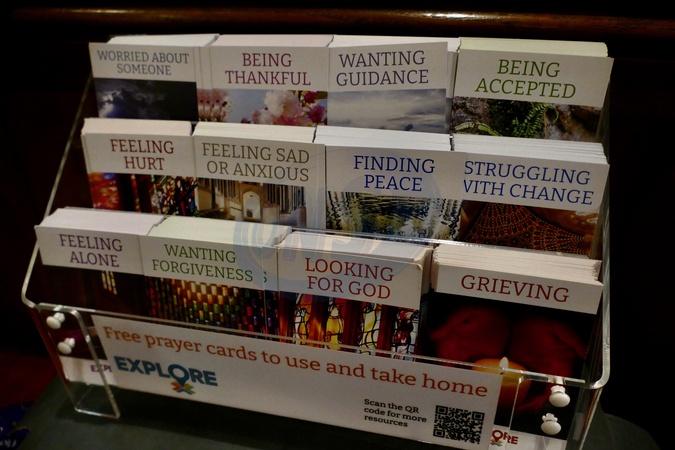 WORRIED ABOUT
SOMEONE
BEING
THANKFUL
WANTING
GUIDANCE
BEING
ACCEPTED
FEELING
HURT
FEELING SAD
OR ANXIOUS
FINDING
PEACE
STRUGGLING
WITH CHANGE
FEELING
ALONE
WANTING
FORGIVENESS
LOOKING
FOR GOD
GRIEVING
Free prayer cards to use and take home
EXPLORE
Scan the QR
code for more
resources